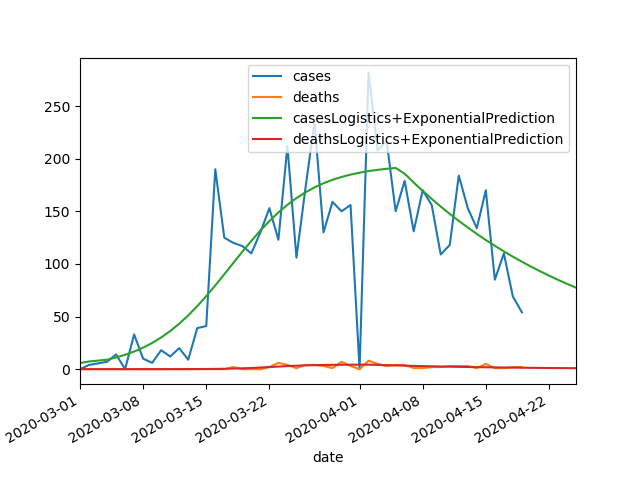 cases
deaths
casesLogistics+ExponentialPrediction
deathsLogistics+ExponentialPrediction
250
200
150
100
50
0
2020-03-01
2020-03-08
2020-03-15
2020-03-22
2020-04-01
2020-04-08
2020-04-15
2020-04-22
date